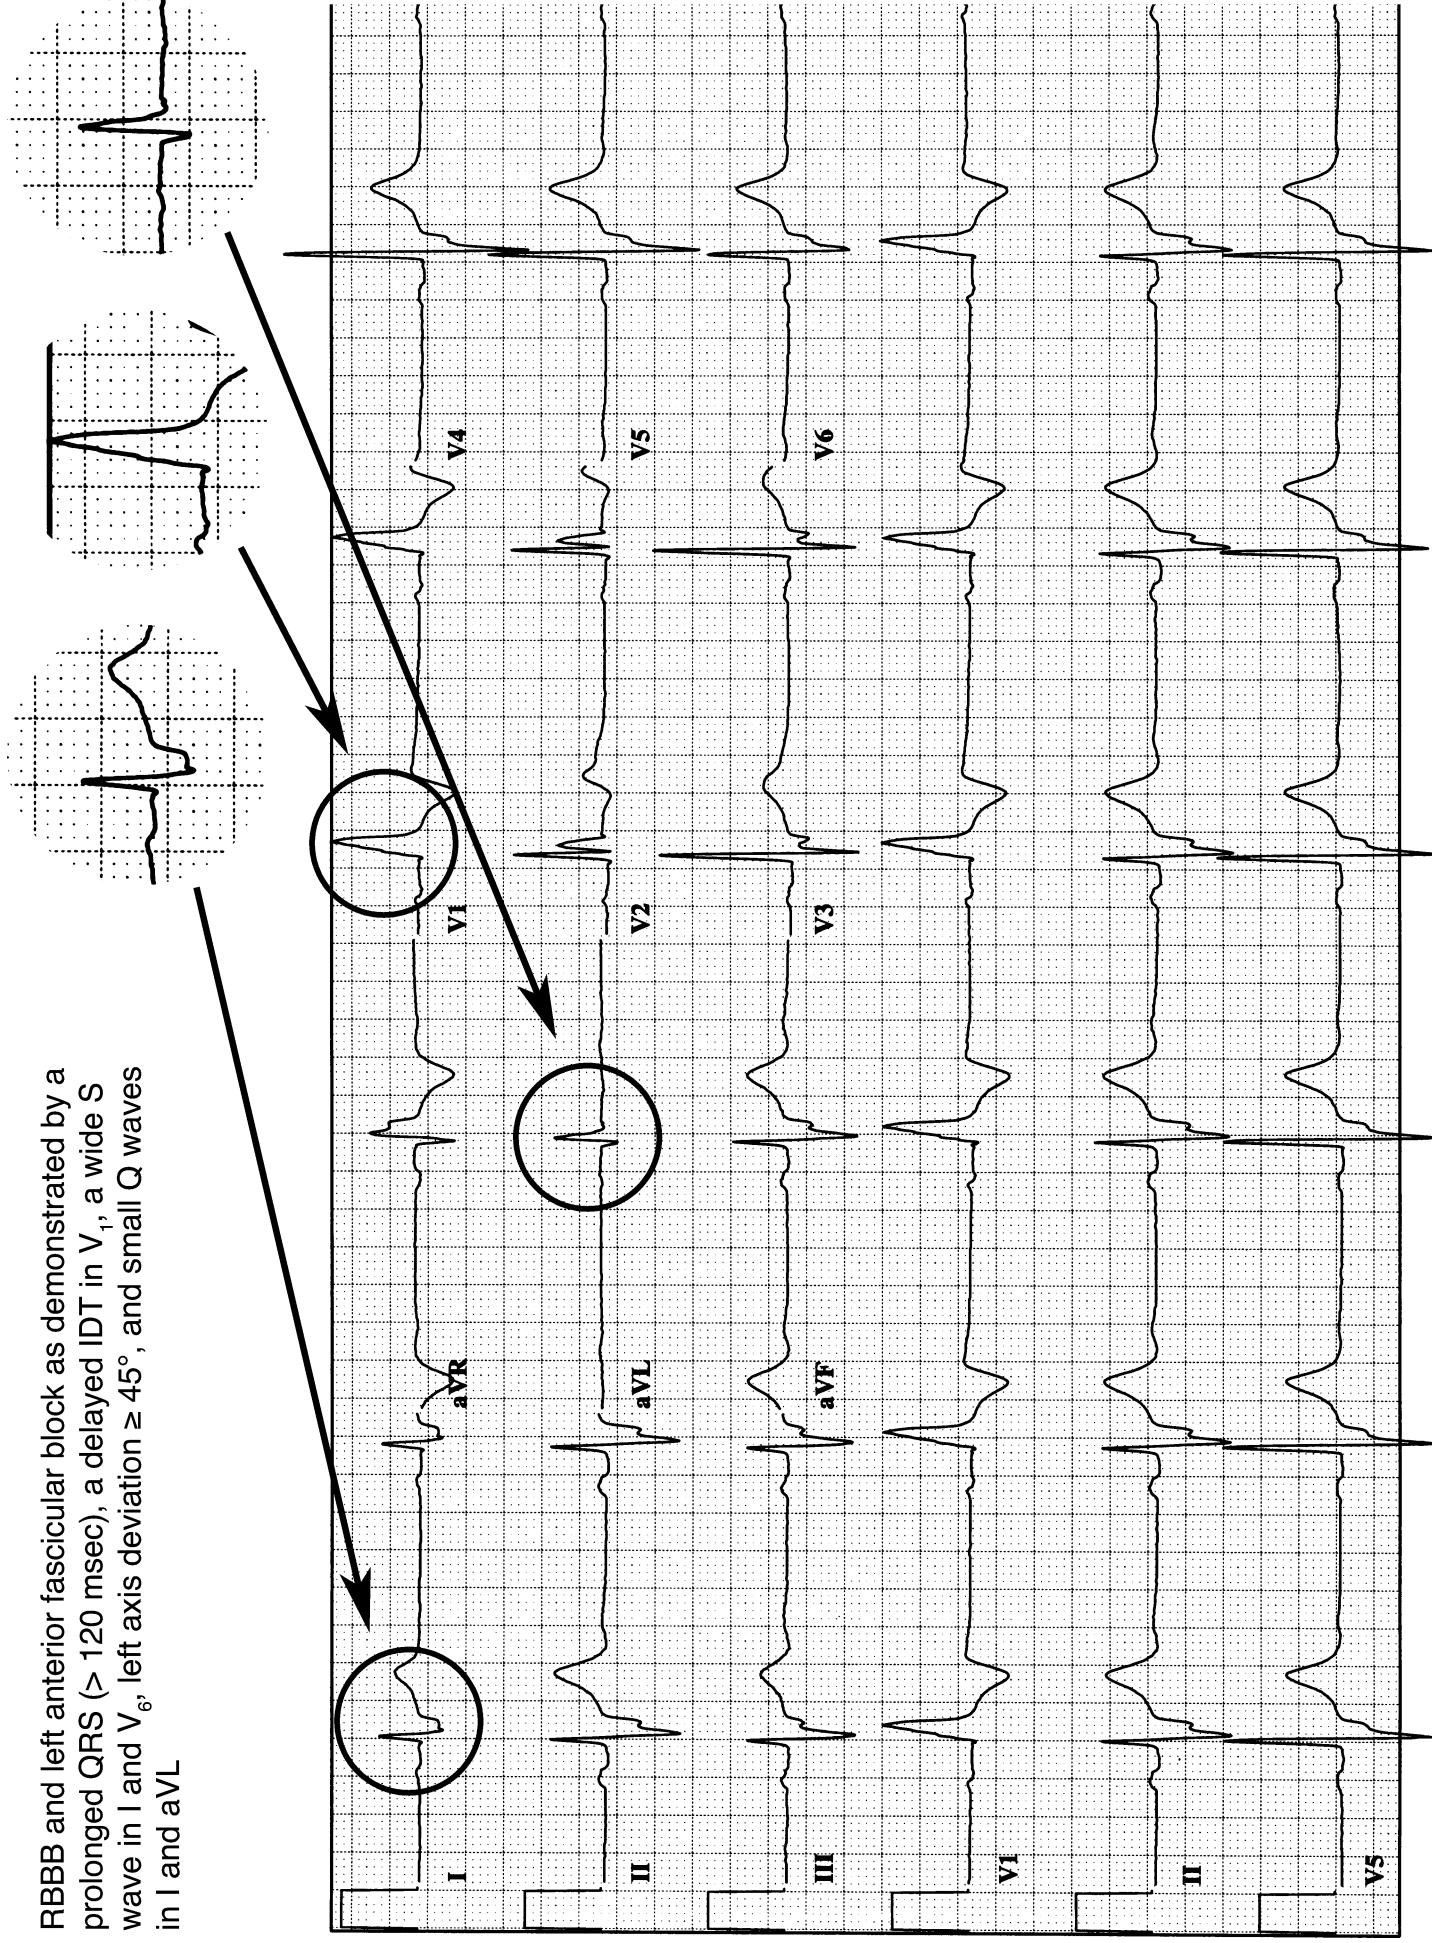 RBBB and left anterior fascicular block as demonstrated by a
prolonged QRS (> 120 msec), a delayed IDT in V₁, a wide S
wave in I and V₆, left axis deviation ≥ 45°, and small Q waves
in I and aVL
I
aVR
V1
V4
II
aVL
V2
V5
III
aVF
V3
V6
V1
II
V5